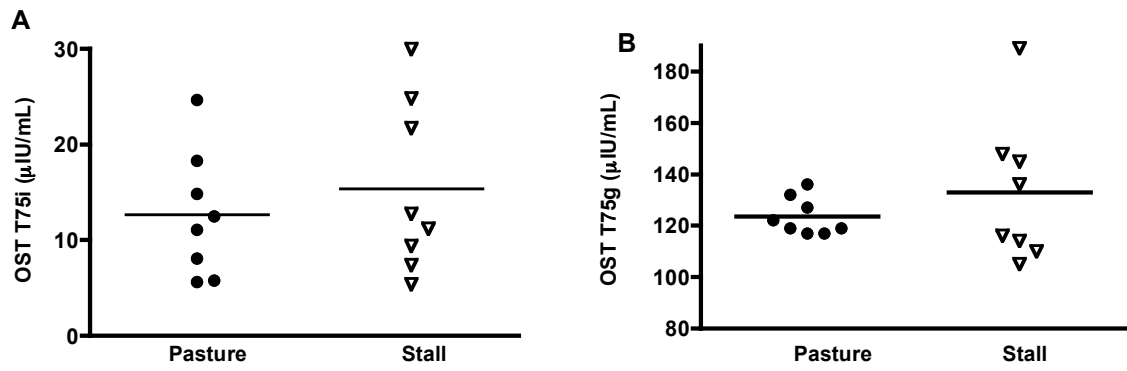 A
OST T75i (µIU/mL)
30
20
10
0
Pasture Stall
B
OST T75g (µIU/mL)
180
160
140
120
100
80
Pasture Stall